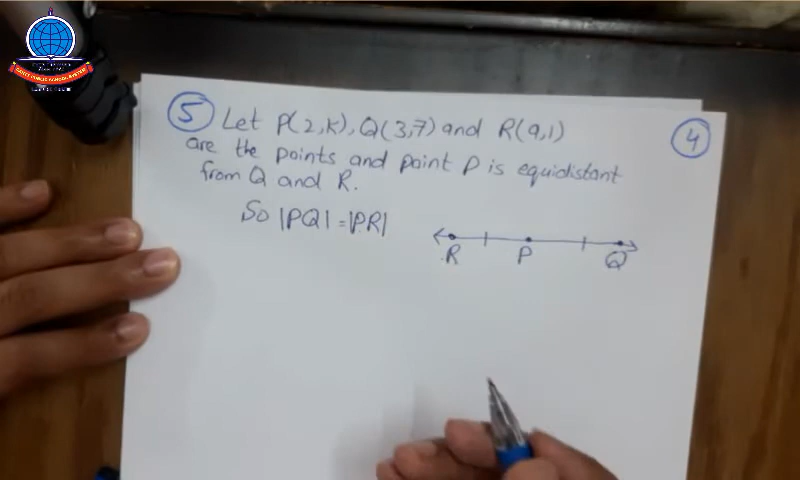 ⑤ Let P(2,K), Q(3,7) and R(9,1)
④
are the points and point P is equidistant
from Q and R.
So |PQ| = |PR|
R P Q